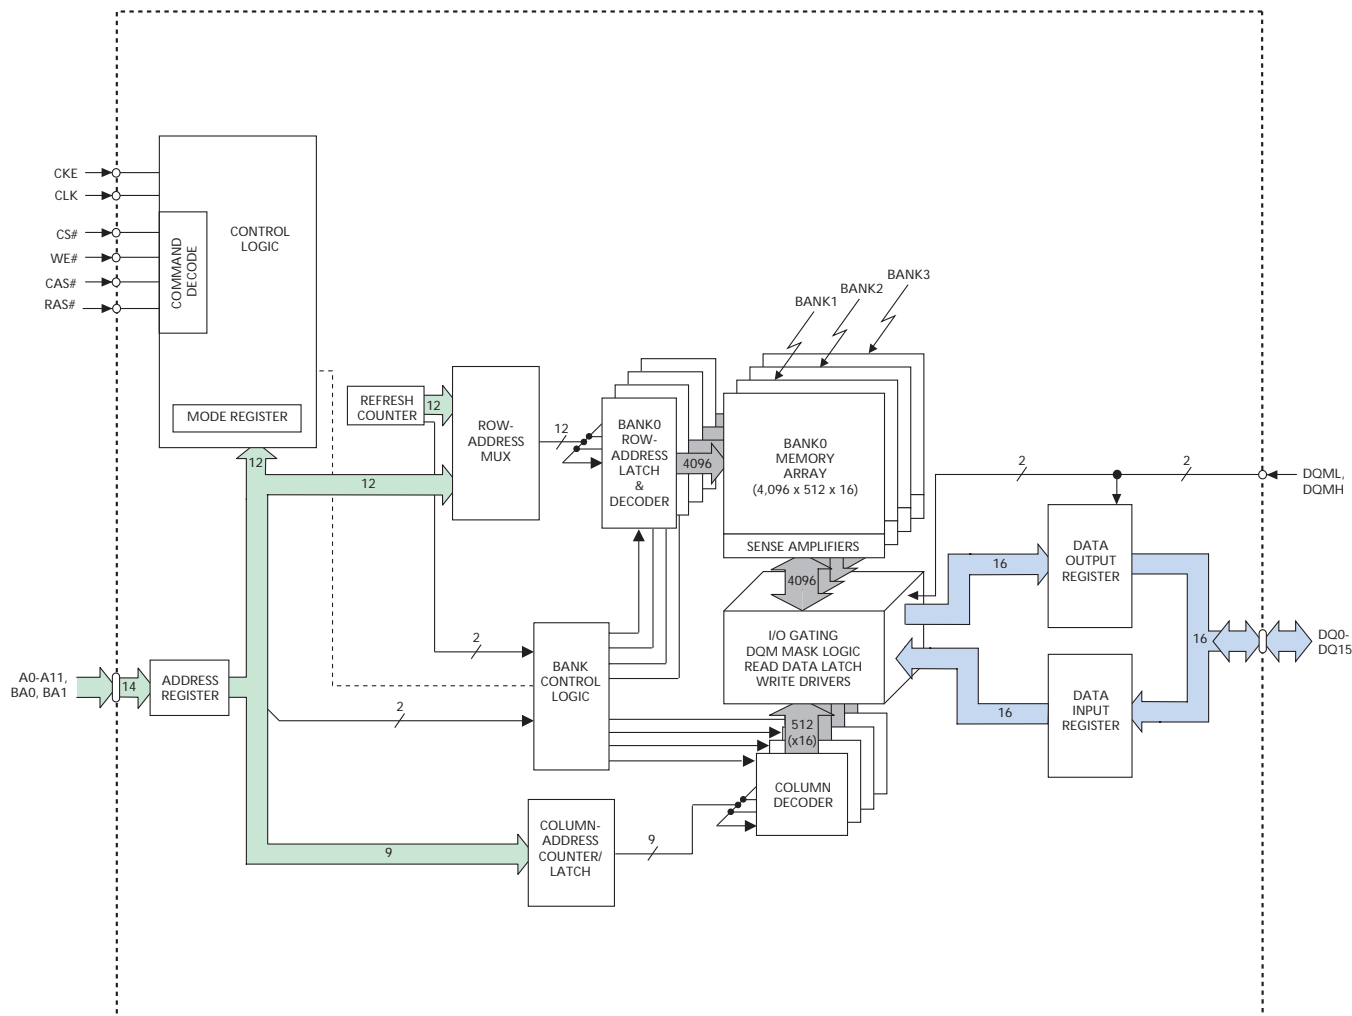 CKE
CLK
CS#
WE#
CAS#
RAS#
COMMAND
DECODE
CONTROL
LOGIC
MODE REGISTER
12
12
REFRESH
COUNTER
12
ROW-
ADDRESS
MUX
12
BANK0
ROW-
ADDRESS
LATCH
&
DECODER
4096
BANK1
BANK2
BANK3
BANK0
MEMORY
ARRAY
(4,096 x 512 x 16)
SENSE AMPLIFIERS
4096
I/O GATING
DQM MASK LOGIC
READ DATA LATCH
WRITE DRIVERS
512
(x16)
COLUMN
DECODER
2
2
DQML,
DQMH
DATA
OUTPUT
REGISTER
16
16
DQ0-
DQ15
DATA
INPUT
REGISTER
16
A0-A11,
BA0, BA1
14
ADDRESS
REGISTER
2
2
BANK
CONTROL
LOGIC
9
COLUMN-
ADDRESS
COUNTER/
LATCH
9